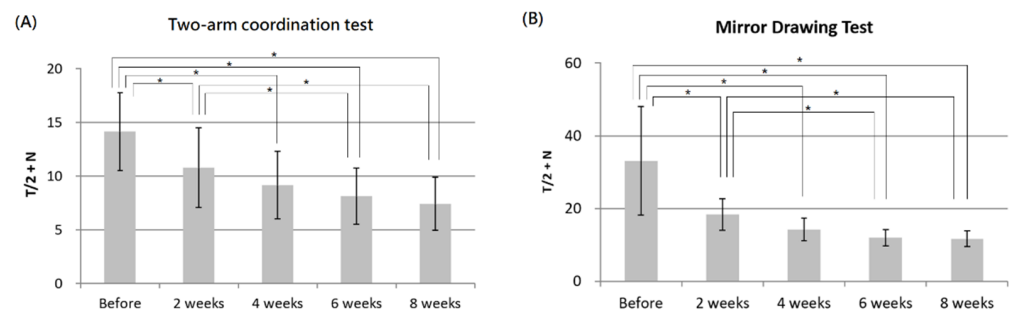 (A)
Two-arm coordination test
T/2 + N
20
15
10
5
0
* * * * * *
Before 2 weeks 4 weeks 6 weeks 8 weeks
(B)
Mirror Drawing Test
T/2 + N
60
40
20
0
* * * * * *
Before 2 weeks 4 weeks 6 weeks 8 weeks